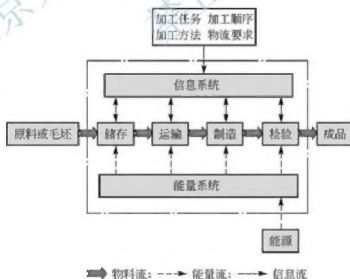 加工任务 加工顺序
加工方法 物流要求
信息系统
原料或毛坯 储存 运输 制造 检验 成品
能量系统
能源
物料流； 能量流； 信息流